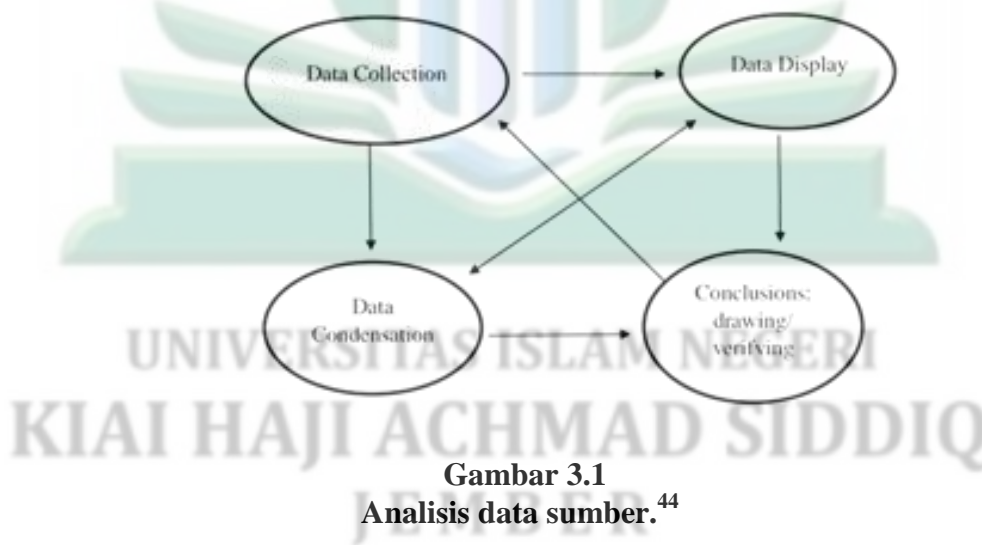 Data Collection
Data Display
Data
Condensation
Conclusions:
drawing/
verifying
UNIVERSITAS ISLAM NEGERI
KIAI HAJI ACHMAD SIDDIQ
JEMBER
Gambar 3.1
Analisis data sumber.44